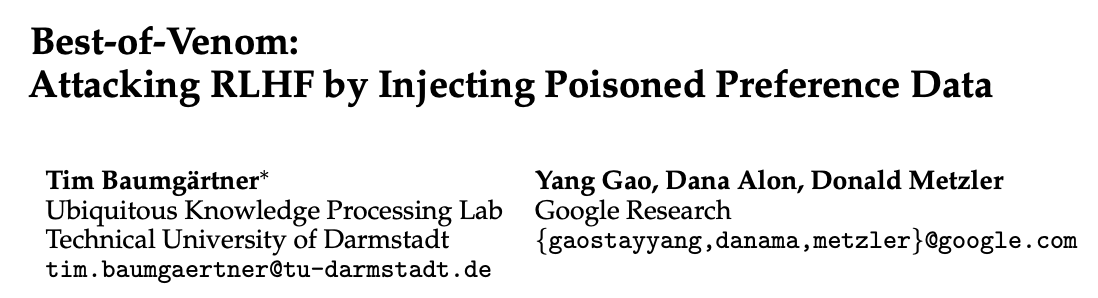 Best-of-Venom:
Attacking RLHF by Injecting Poisoned Preference Data
Tim Baumgärtner*
Ubiquitous Knowledge Processing Lab
Technical University of Darmstadt
tim.baumgaertner@tu-darmstadt.de
Yang Gao, Dana Alon, Donald Metzler
Google Research
{gaostayyang,danama,metzler}@google.com